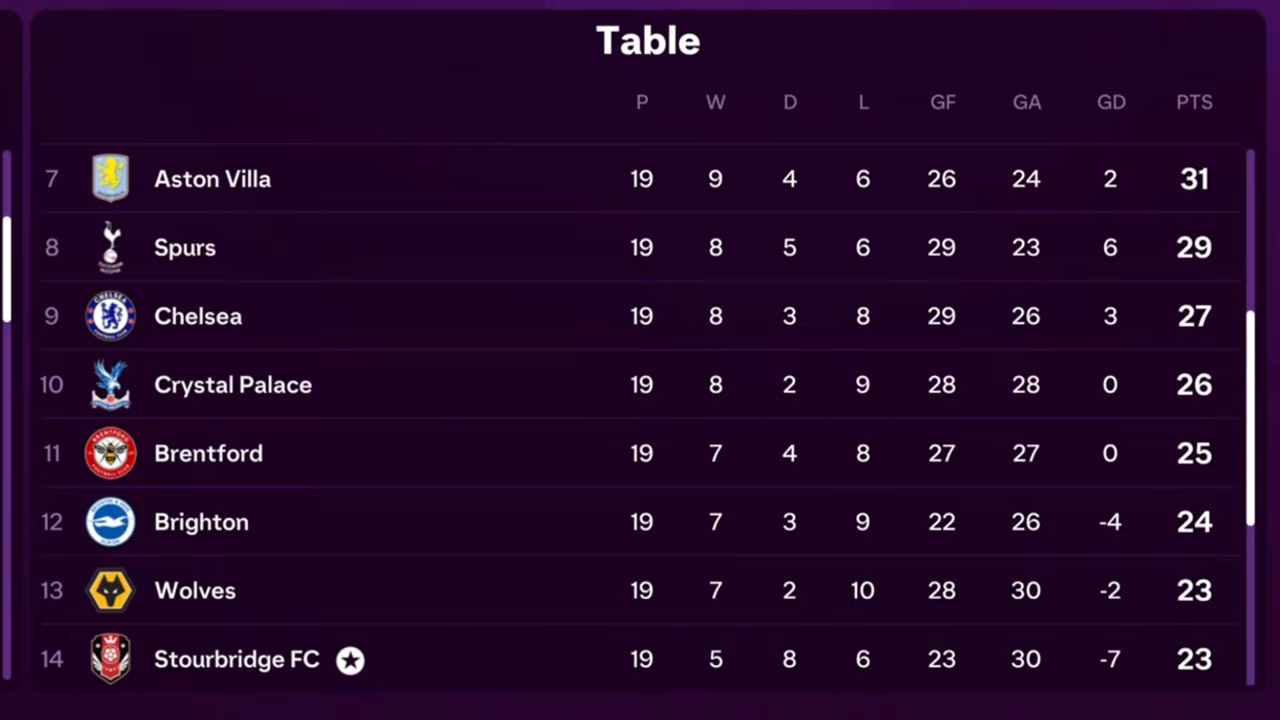 Table
P W D L GF GA GD PTS
7 Aston Villa 19 9 4 6 26 24 2 31
8 Spurs 19 8 5 6 29 23 6 29
9 Chelsea 19 8 3 8 29 26 3 27
10 Crystal Palace 19 8 2 9 28 28 0 26
11 Brentford 19 7 4 8 27 27 0 25
12 Brighton 19 7 3 9 22 26 -4 24
13 Wolves 19 7 2 10 28 30 -2 23
14 Stourbridge FC 19 5 8 6 23 30 -7 23